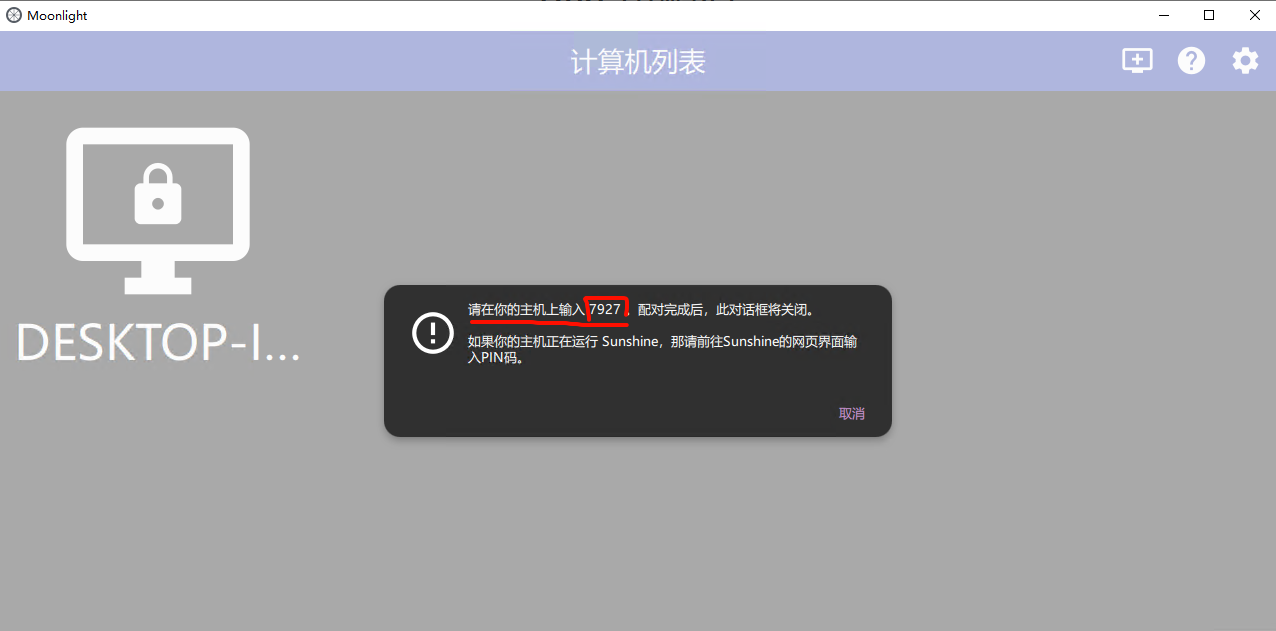 Moonlight
计算机列表
DESKTOP-I...
请在你的主机上输入 7927。配对完成后，此对话框将关闭。
如果你的主机正在运行 Sunshine，那请前往Sunshine的网页界面输
入PIN码。
取消